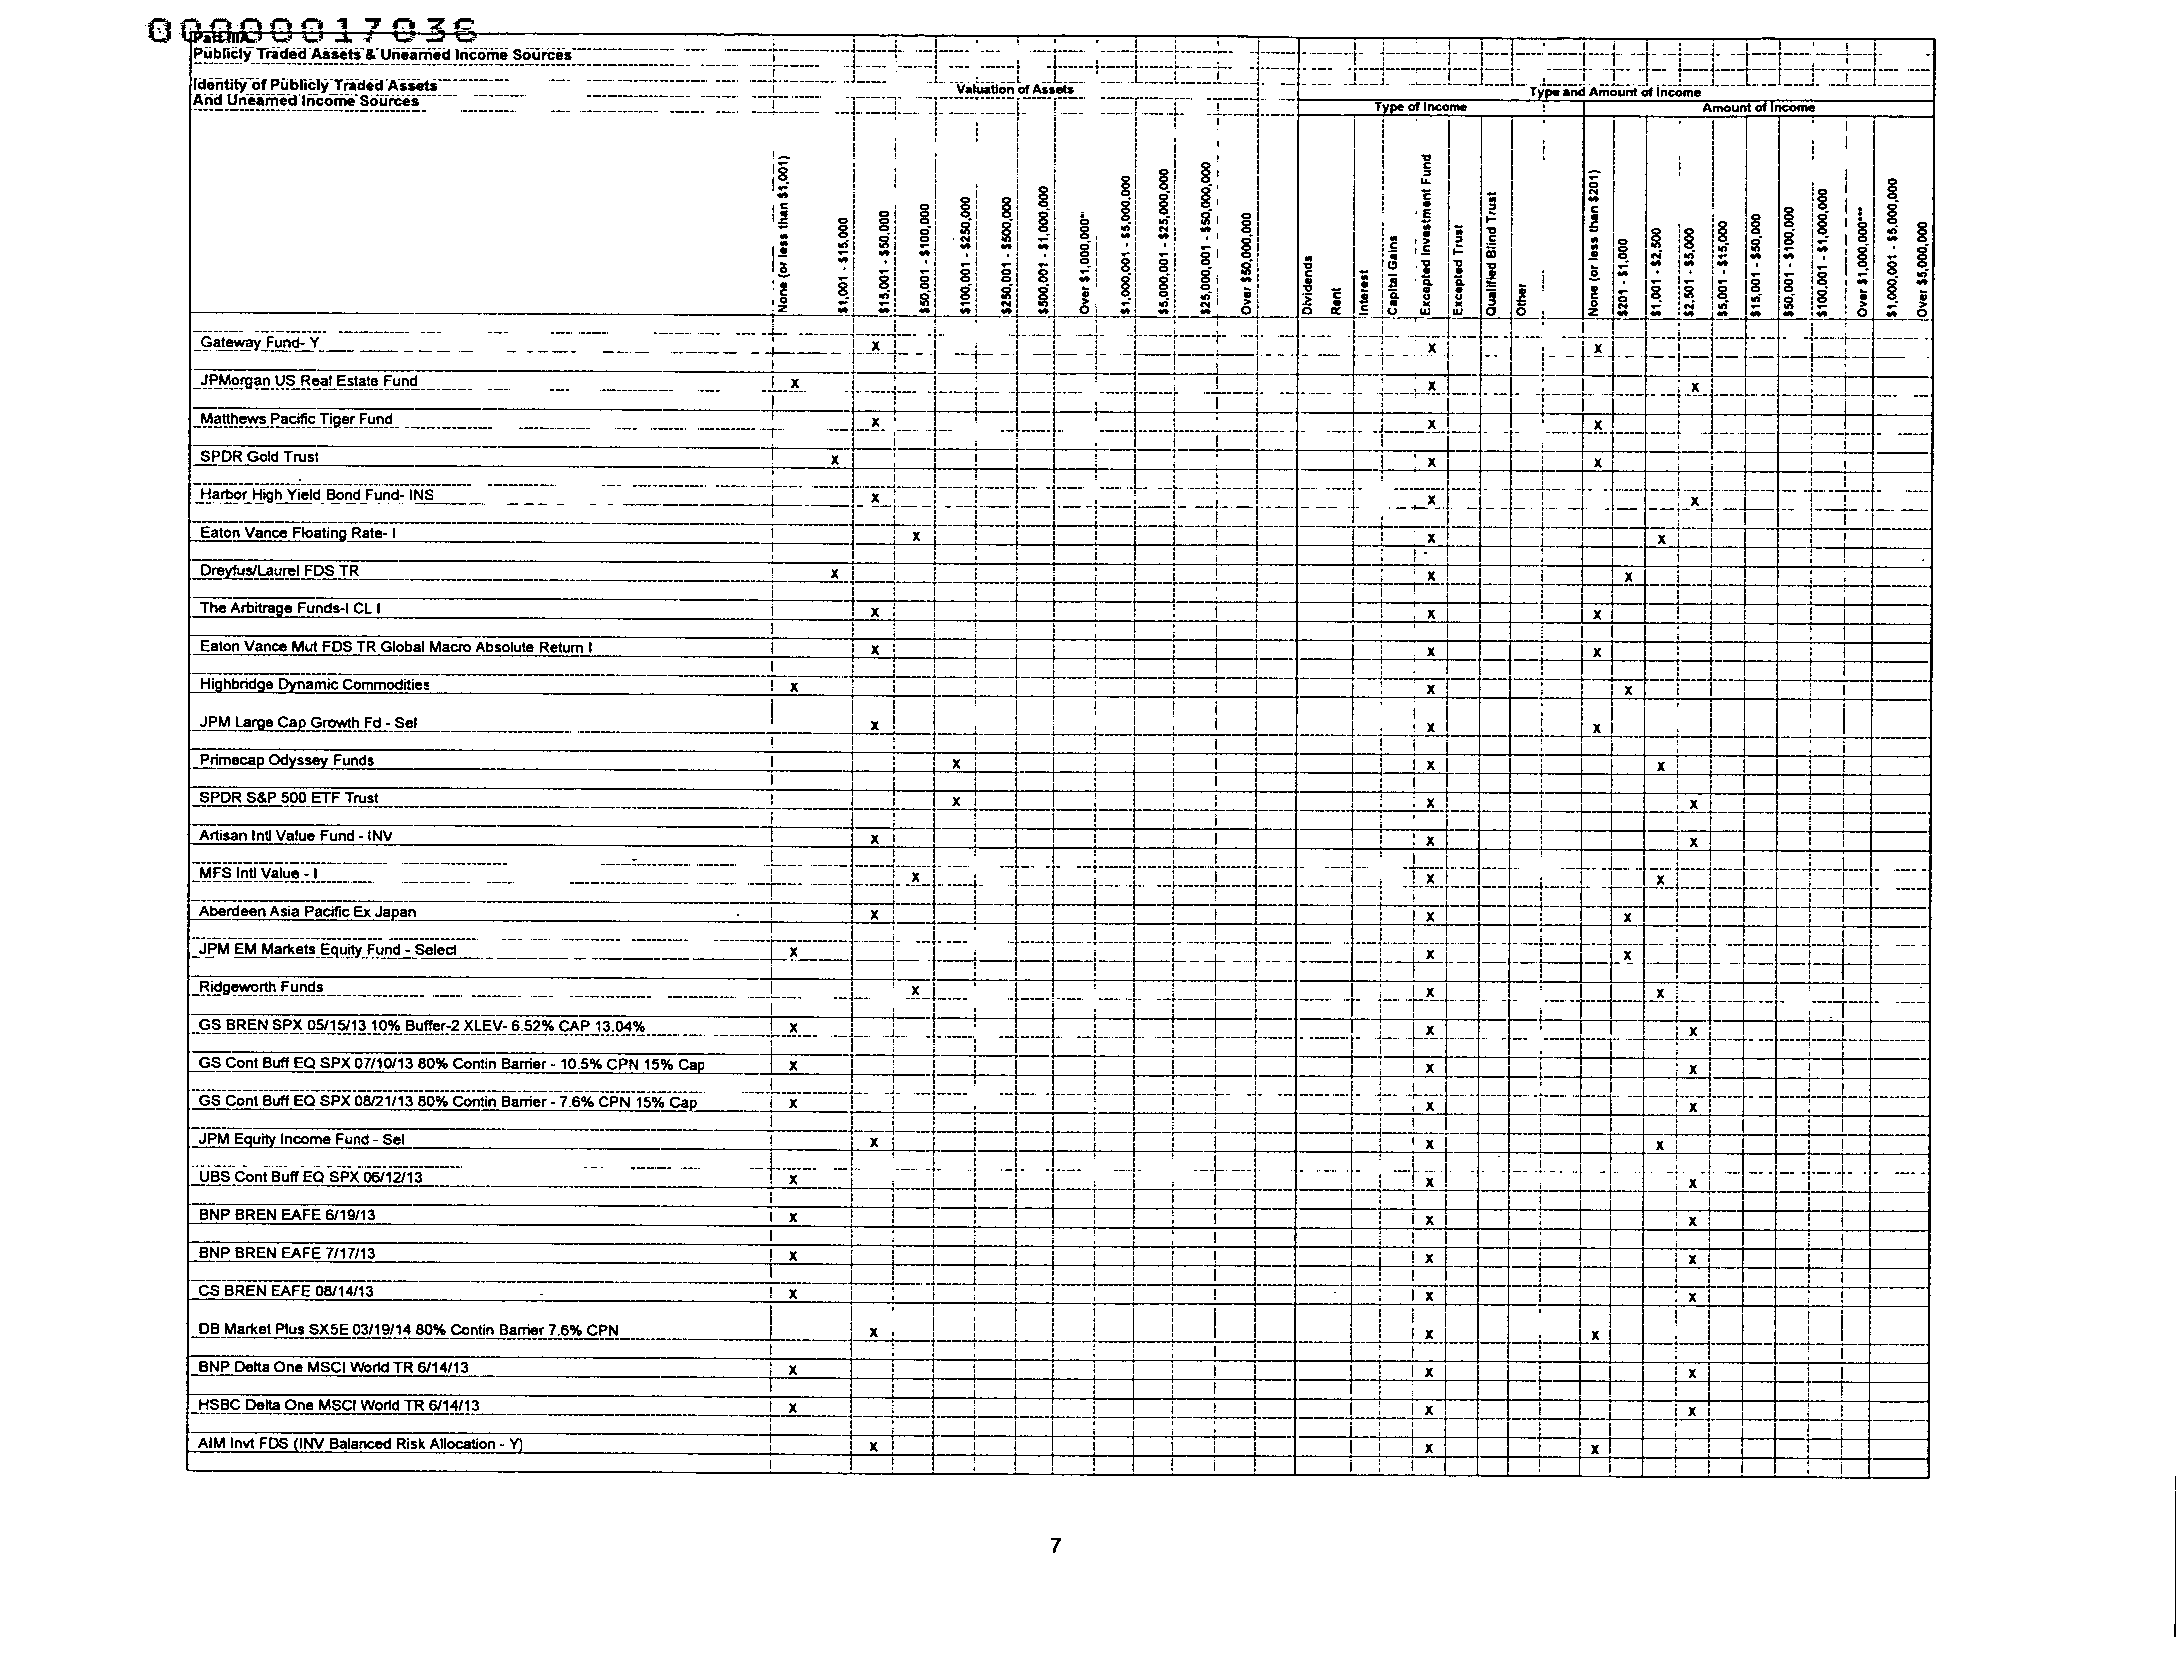 00000017036
Part IIIA
Publicly Traded Assets & Unearned Income Sources
Identity of Publicly Traded Assets
And Unearned Income Sources
Valuation of Assets
Type and Amount of Income
Type of Income
Amount of Income
None (or less than $1,001)
$1,001 - $15,000
$15,001 - $50,000
$50,001 - $100,000
$100,001 - $250,000
$250,001 - $500,000
$500,001 - $1,000,000
Over $1,000,000**
$1,000,001 - $5,000,000
$5,000,001 - $25,000,000
$25,000,001 - $50,000,000
Over $50,000,000
Dividends
Rent
Interest
Capital Gains
Excepted Investment Fund
Excepted Trust
Qualified Blind Trust
Other
None (or less than $201)
$201 - $1,000
$1,001 - $2,500
$2,501 - $5,000
$5,001 - $15,000
$15,001 - $50,000
$50,001 - $100,000
$100,001 - $1,000,000
Over $1,000,000***
$1,000,001 - $5,000,000
Over $5,000,000
Gateway Fund- Y x x x
JPMorgan US Real Estate Fund x x x
Matthews Pacific Tiger Fund x x x
SPDR Gold Trust x x x
Harbor High Yield Bond Fund- INS x x x
Eaton Vance Floating Rate- I x x x
Dreyfus/Laurel FDS TR x x x
The Arbitrage Funds-I CL I x x x
Eaton Vance Mut FDS TR Global Macro Absolute Return I x x x
Highbridge Dynamic Commodities x x x
JPM Large Cap Growth Fd - Sel x x x
Primecap Odyssey Funds x x x
SPDR S&P 500 ETF Trust x x x
Artisan Intl Value Fund - INV x x x
MFS Intl Value - I x x x
Aberdeen Asia Pacific Ex Japan x x x
JPM EM Markets Equity Fund - Select x x x
Ridgeworth Funds x x x
GS BREN SPX 05/15/13 10% Buffer-2 XLEV- 6.52% CAP 13.04% x x x
GS Cont Buff EQ SPX 07/10/13 80% Contin Barrier - 10.5% CPN 15% Cap x x x
GS Cont Buff EQ SPX 08/21/13 80% Contin Barrier - 7.6% CPN 15% Cap x x x
JPM Equity Income Fund - Sel x x x
UBS Cont Buff EQ SPX 06/12/13 x x x
BNP BREN EAFE 6/19/13 x x x
BNP BREN EAFE 7/17/13 x x x
CS BREN EAFE 08/14/13 x x x
DB Market Plus SX5E 03/19/14 80% Contin Barrier 7.6% CPN x x x
BNP Delta One MSCI World TR 6/14/13 x x x
HSBC Delta One MSCI World TR 6/14/13 x x x
AIM Invt FDS (INV Balanced Risk Allocation - Y) x x x
7